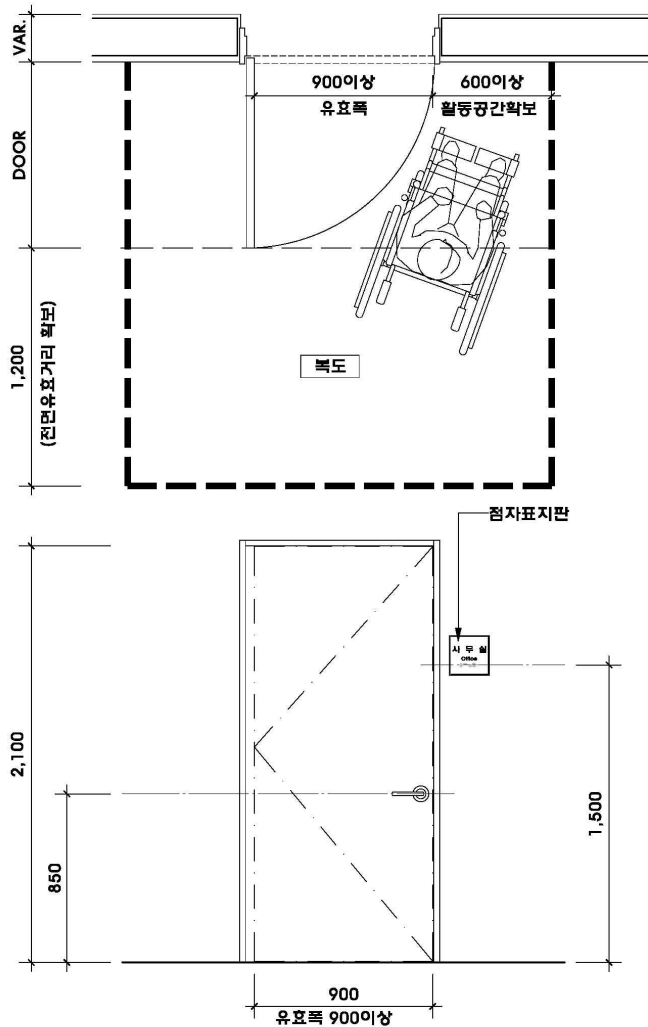 VAR.
900이상
유효폭
600이상
활동공간확보
DOOR
1,200
(전면유효거리 확보)
복도
점자표지판
사 무 실
Office
2,100
850
1,500
900
유효폭 900이상